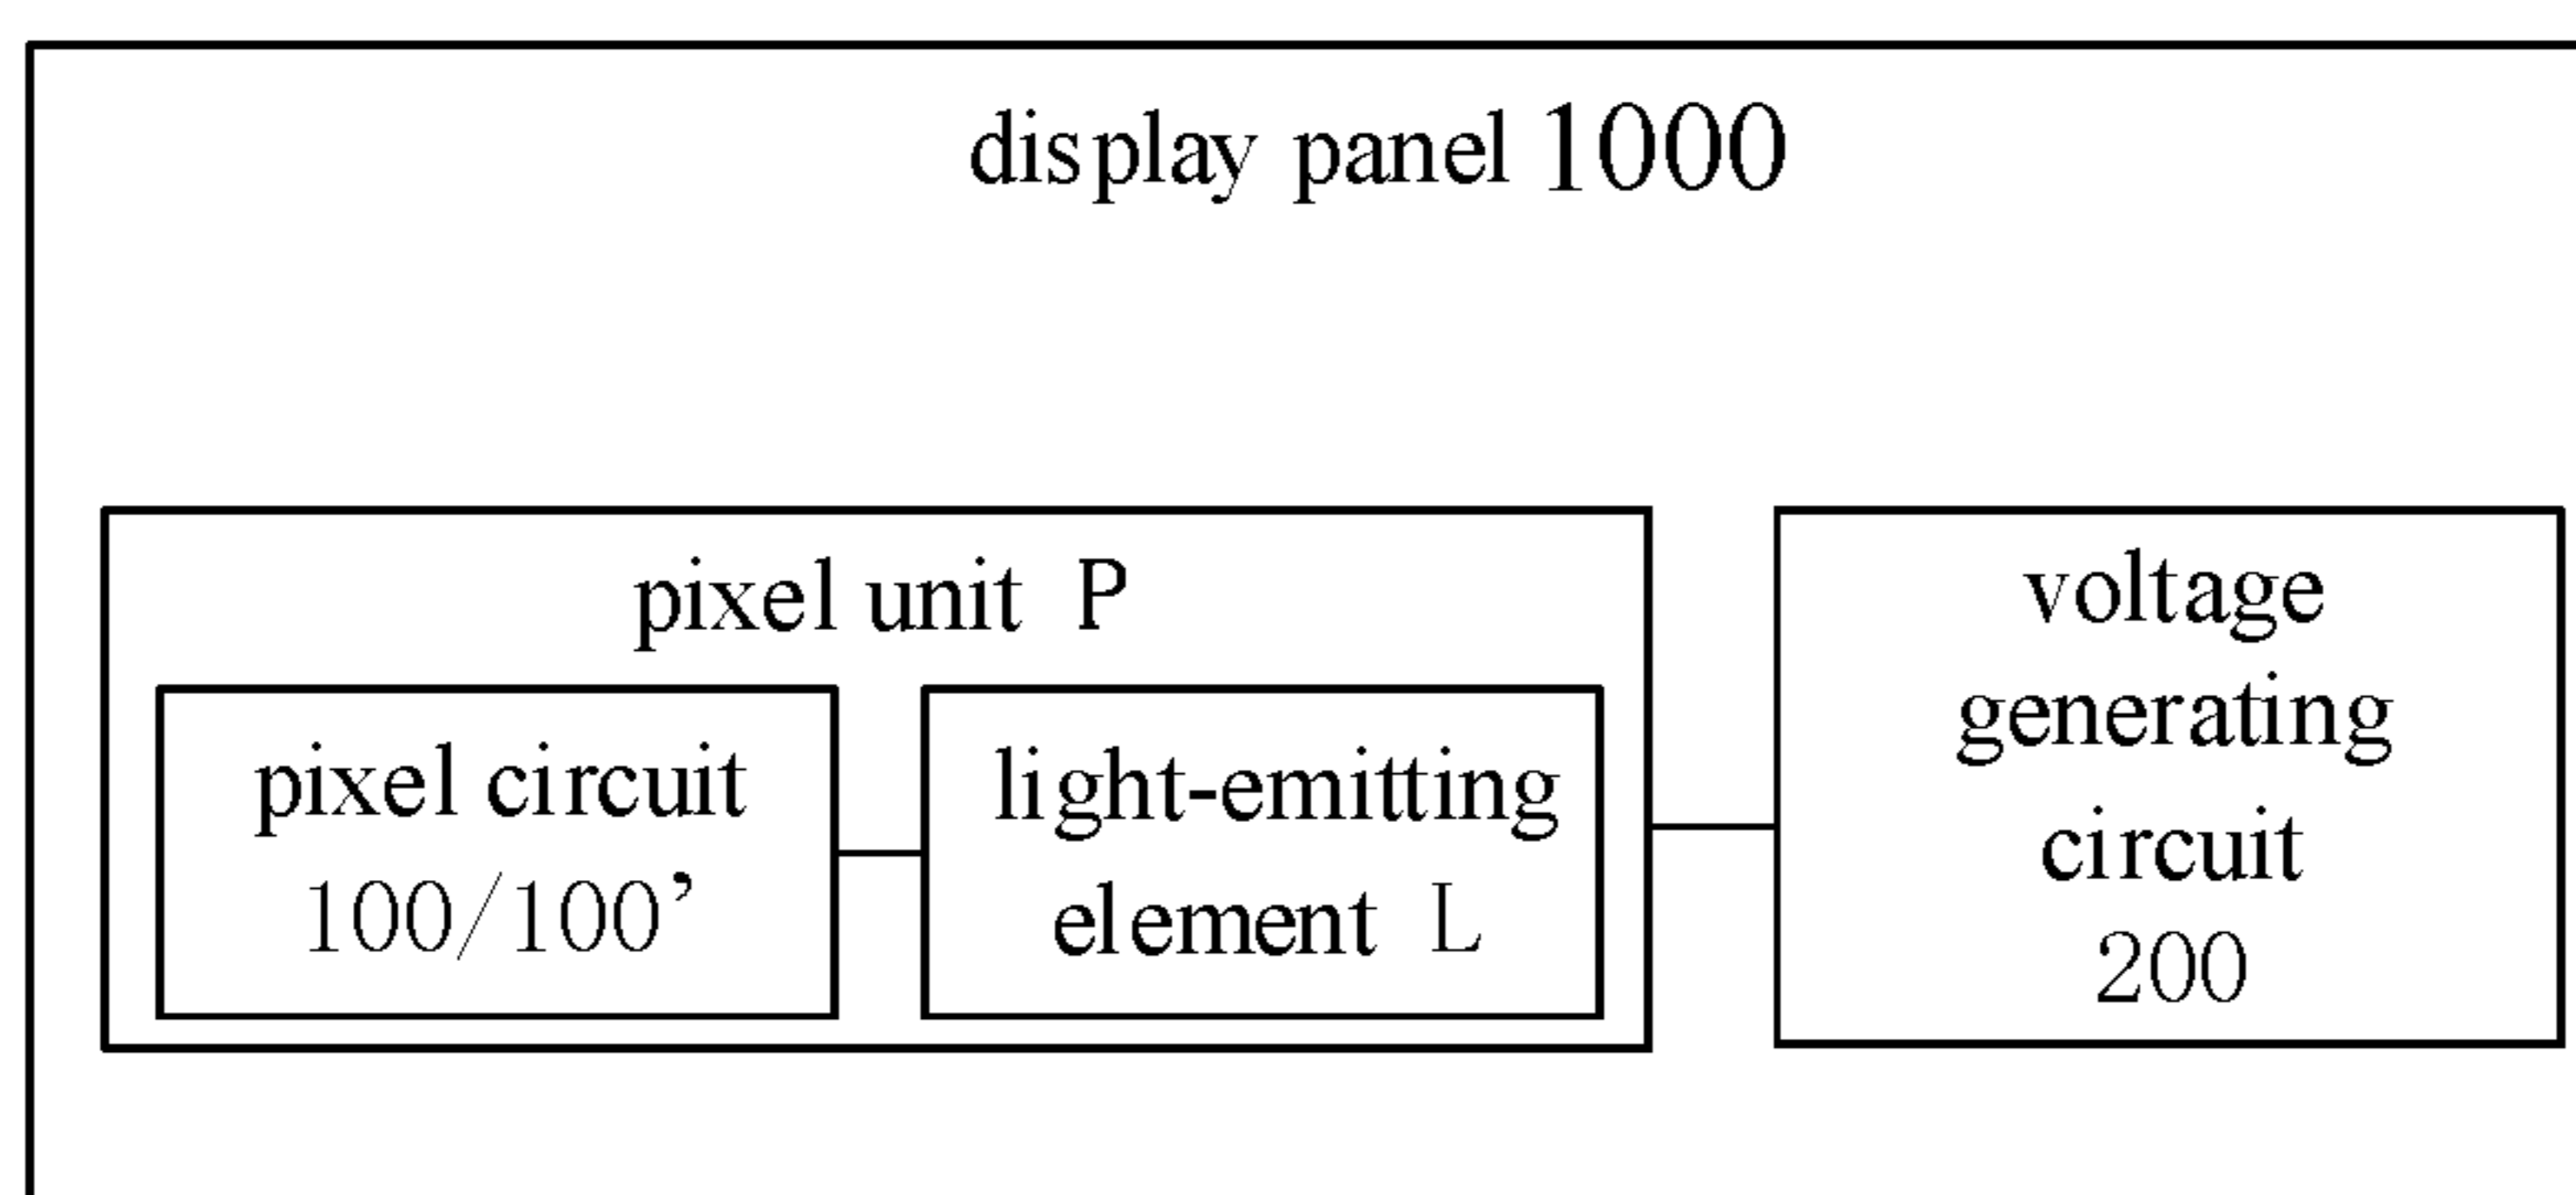 display panel 1000
pixel unit P
pixel circuit
100/100’
light-emitting
element L
voltage
generating
circuit
200